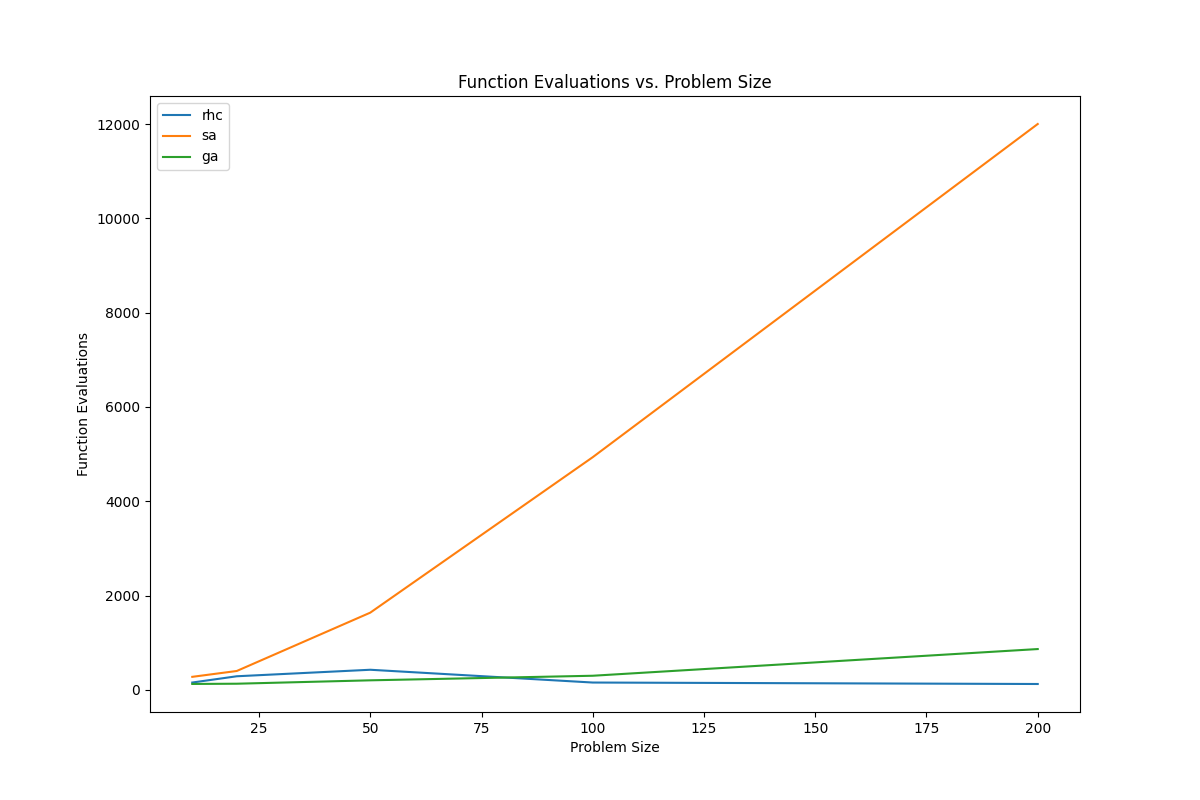 Function Evaluations vs. Problem Size
rhc
sa
ga
12000
10000
8000
6000
4000
2000
0
Function Evaluations
25 50 75 100 125 150 175 200
Problem Size